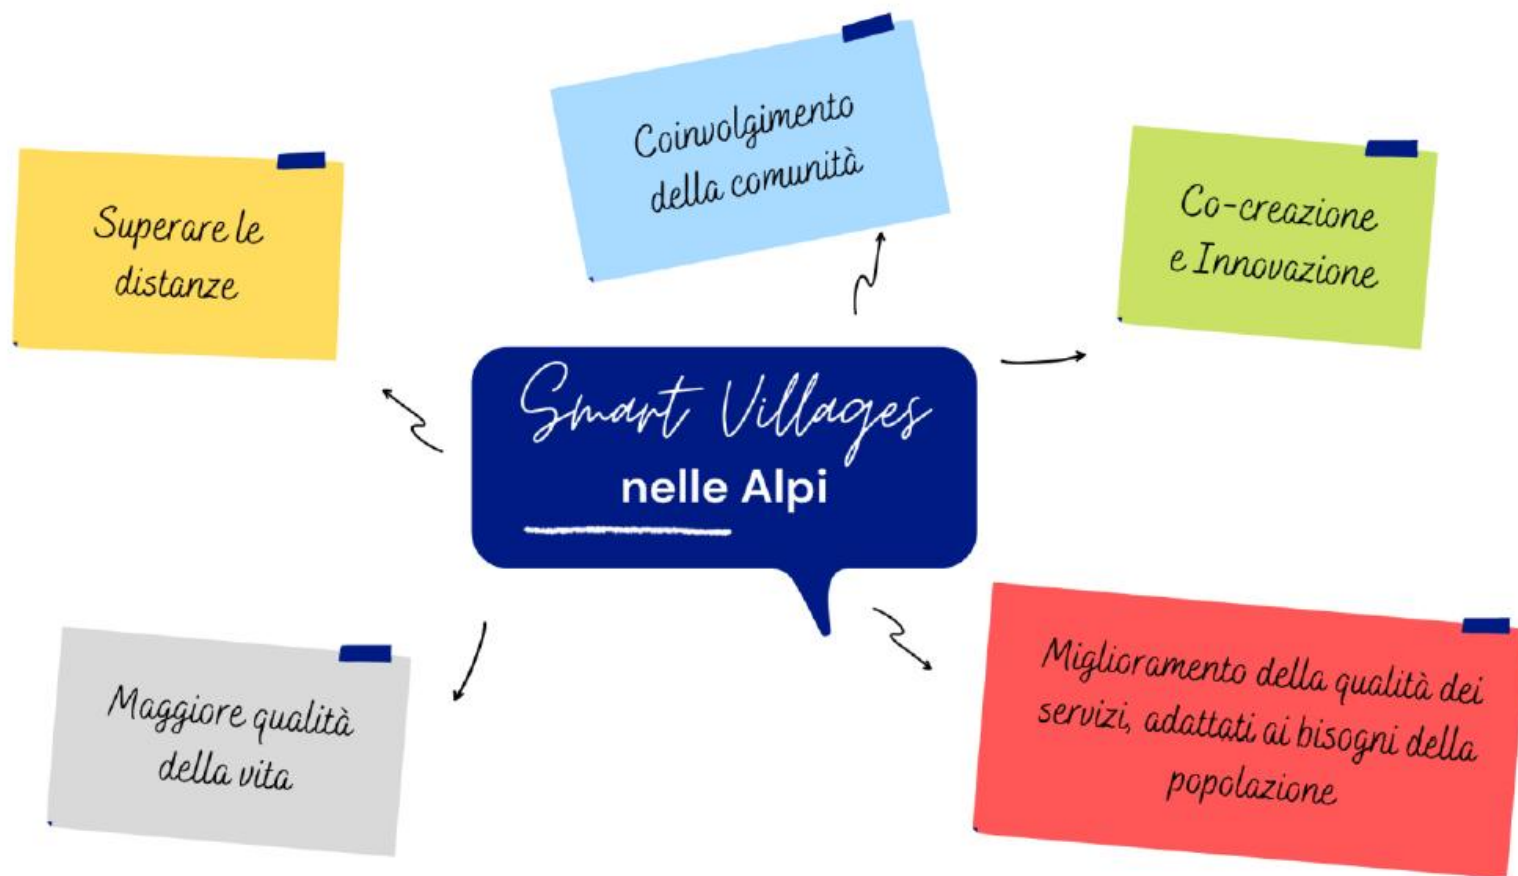 Coinvolgimento
della comunità
Superare le
distanze
Co-creazione
e Innovazione
Smart Villages
nelle Alpi
Maggiore qualità
della vita
Miglioramento della qualità dei
servizi, adattati ai bisogni della
popolazione